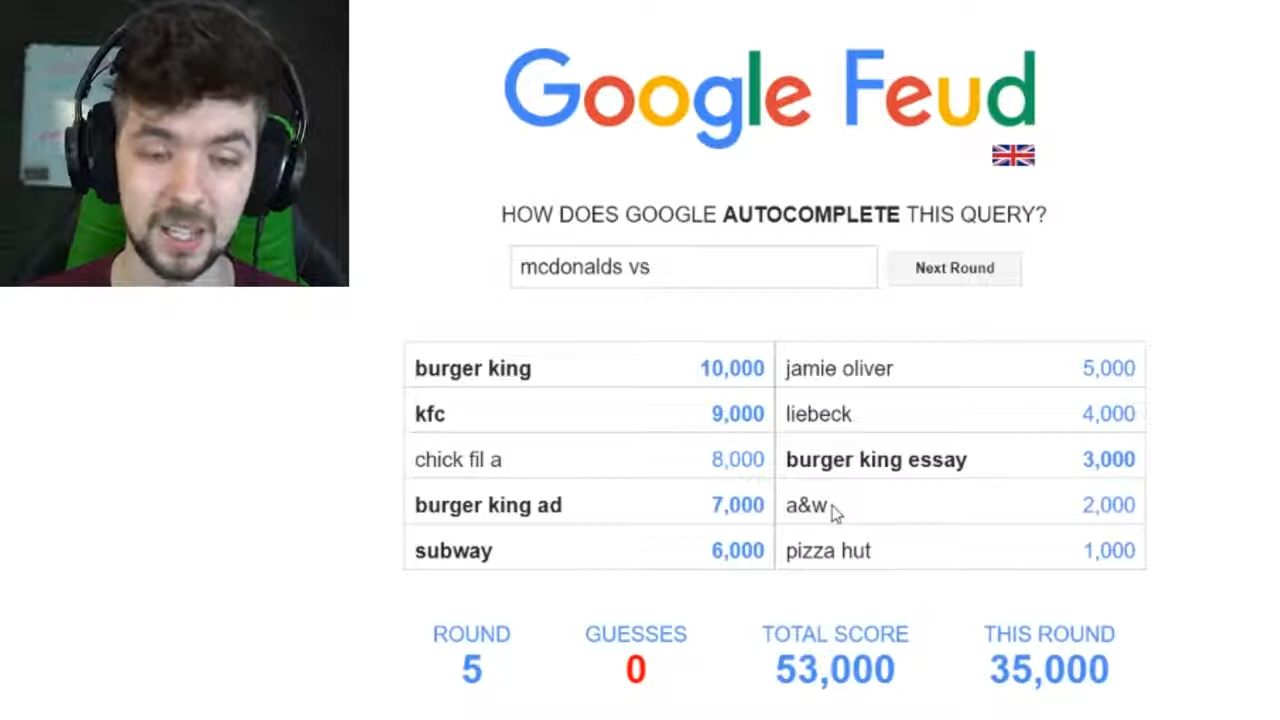 Google Feud
HOW DOES GOOGLE AUTOCOMPLETE THIS QUERY?
mcdonalds vs
Next Round
burger king 10,000 jamie oliver 5,000
kfc 9,000 liebeck 4,000
chick fil a 8,000 burger king essay 3,000
burger king ad 7,000 a&w 2,000
subway 6,000 pizza hut 1,000
ROUND GUESSES TOTAL SCORE THIS ROUND
5 0 53,000 35,000